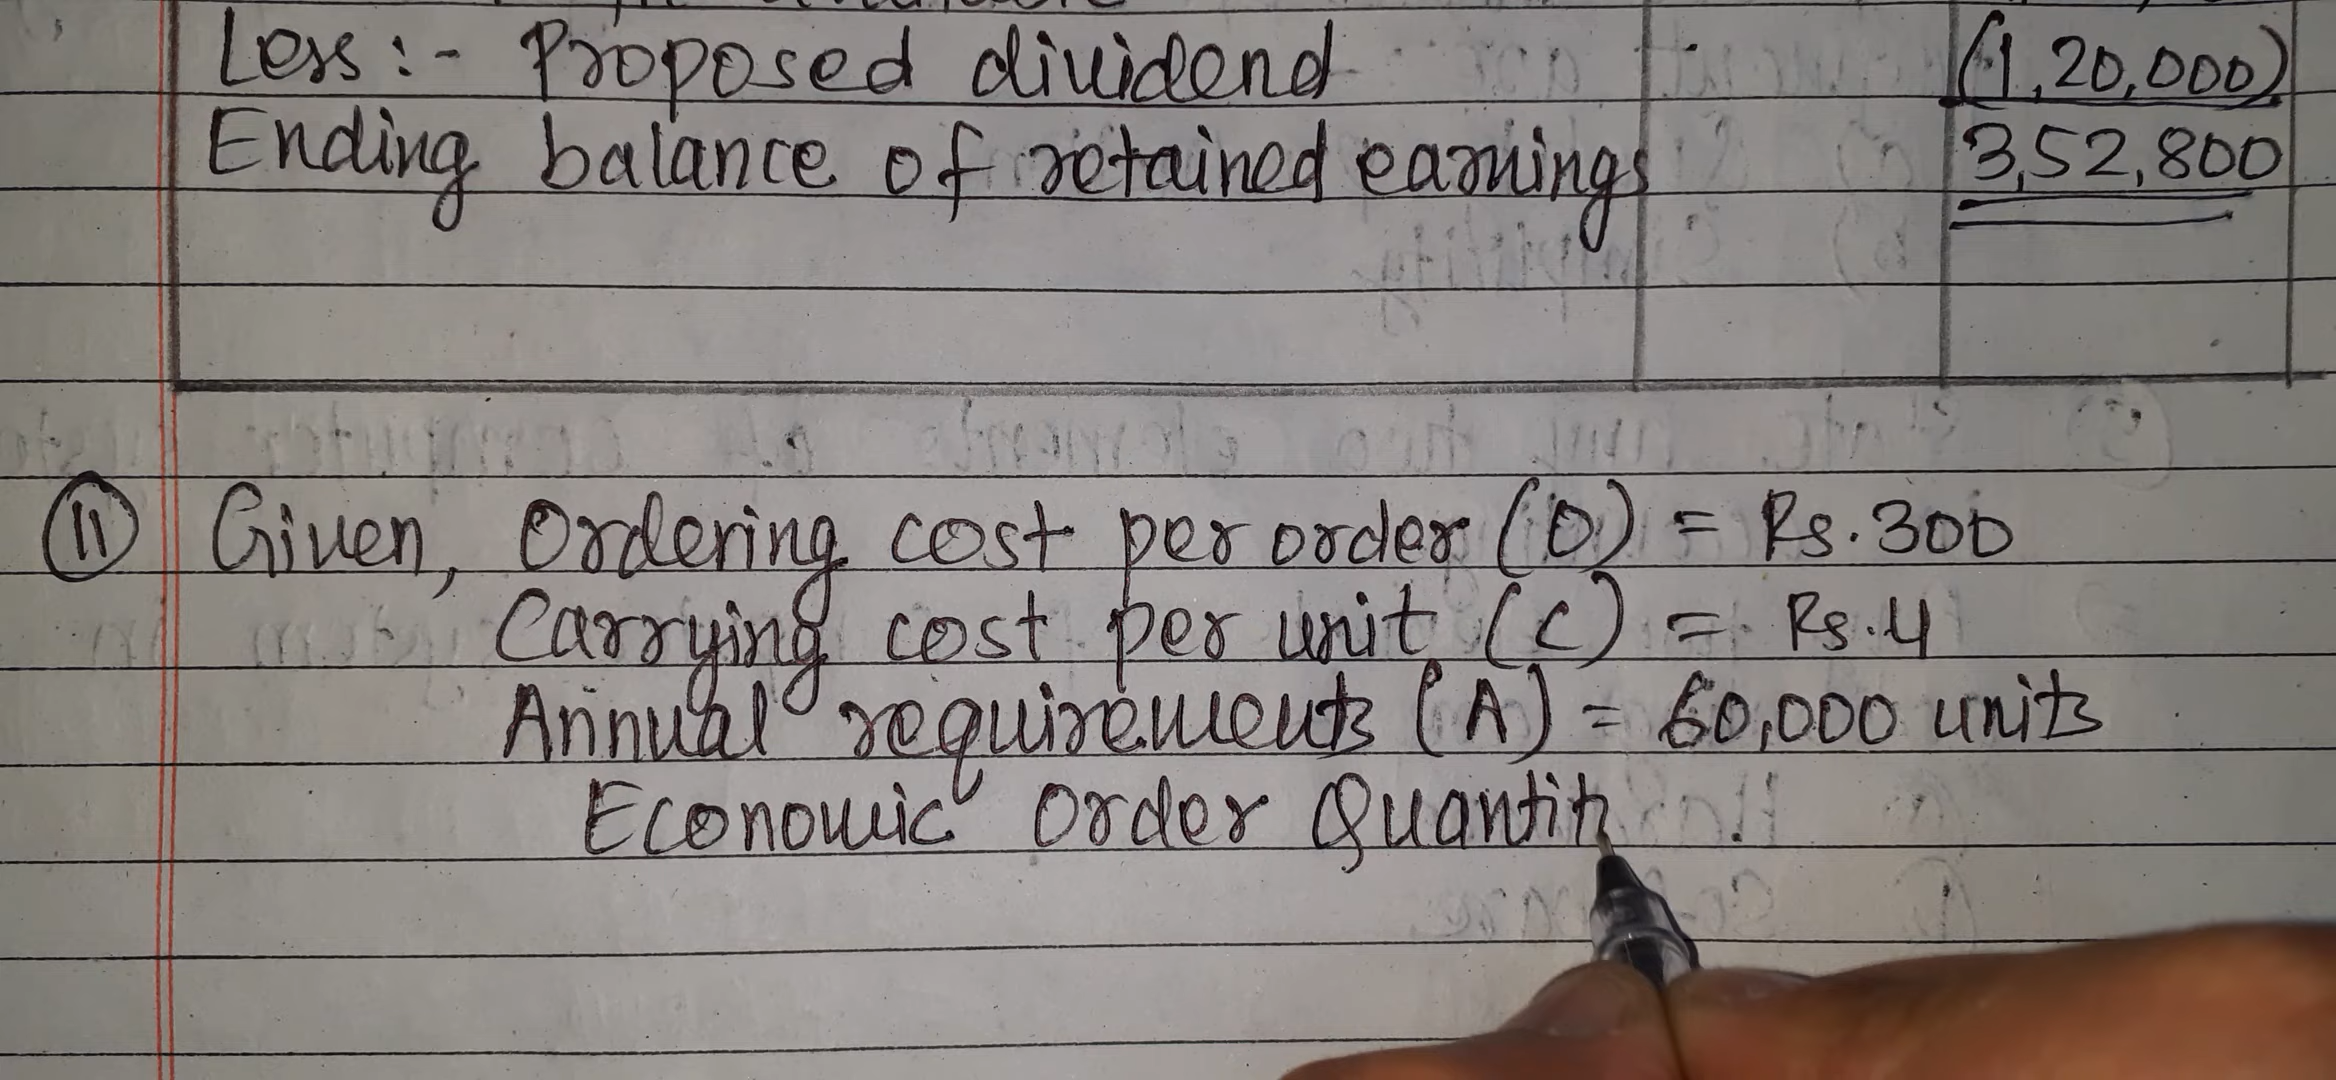 Less :- Proposed dividend (1,20,000)
Ending balance of retained earnings 3,52,800
11 Given, Ordering cost per order (O) = Rs. 300
Carrying cost per unit (C) = Rs. 4
Annual requirements (A) = 60,000 units
Economic Order Quantit